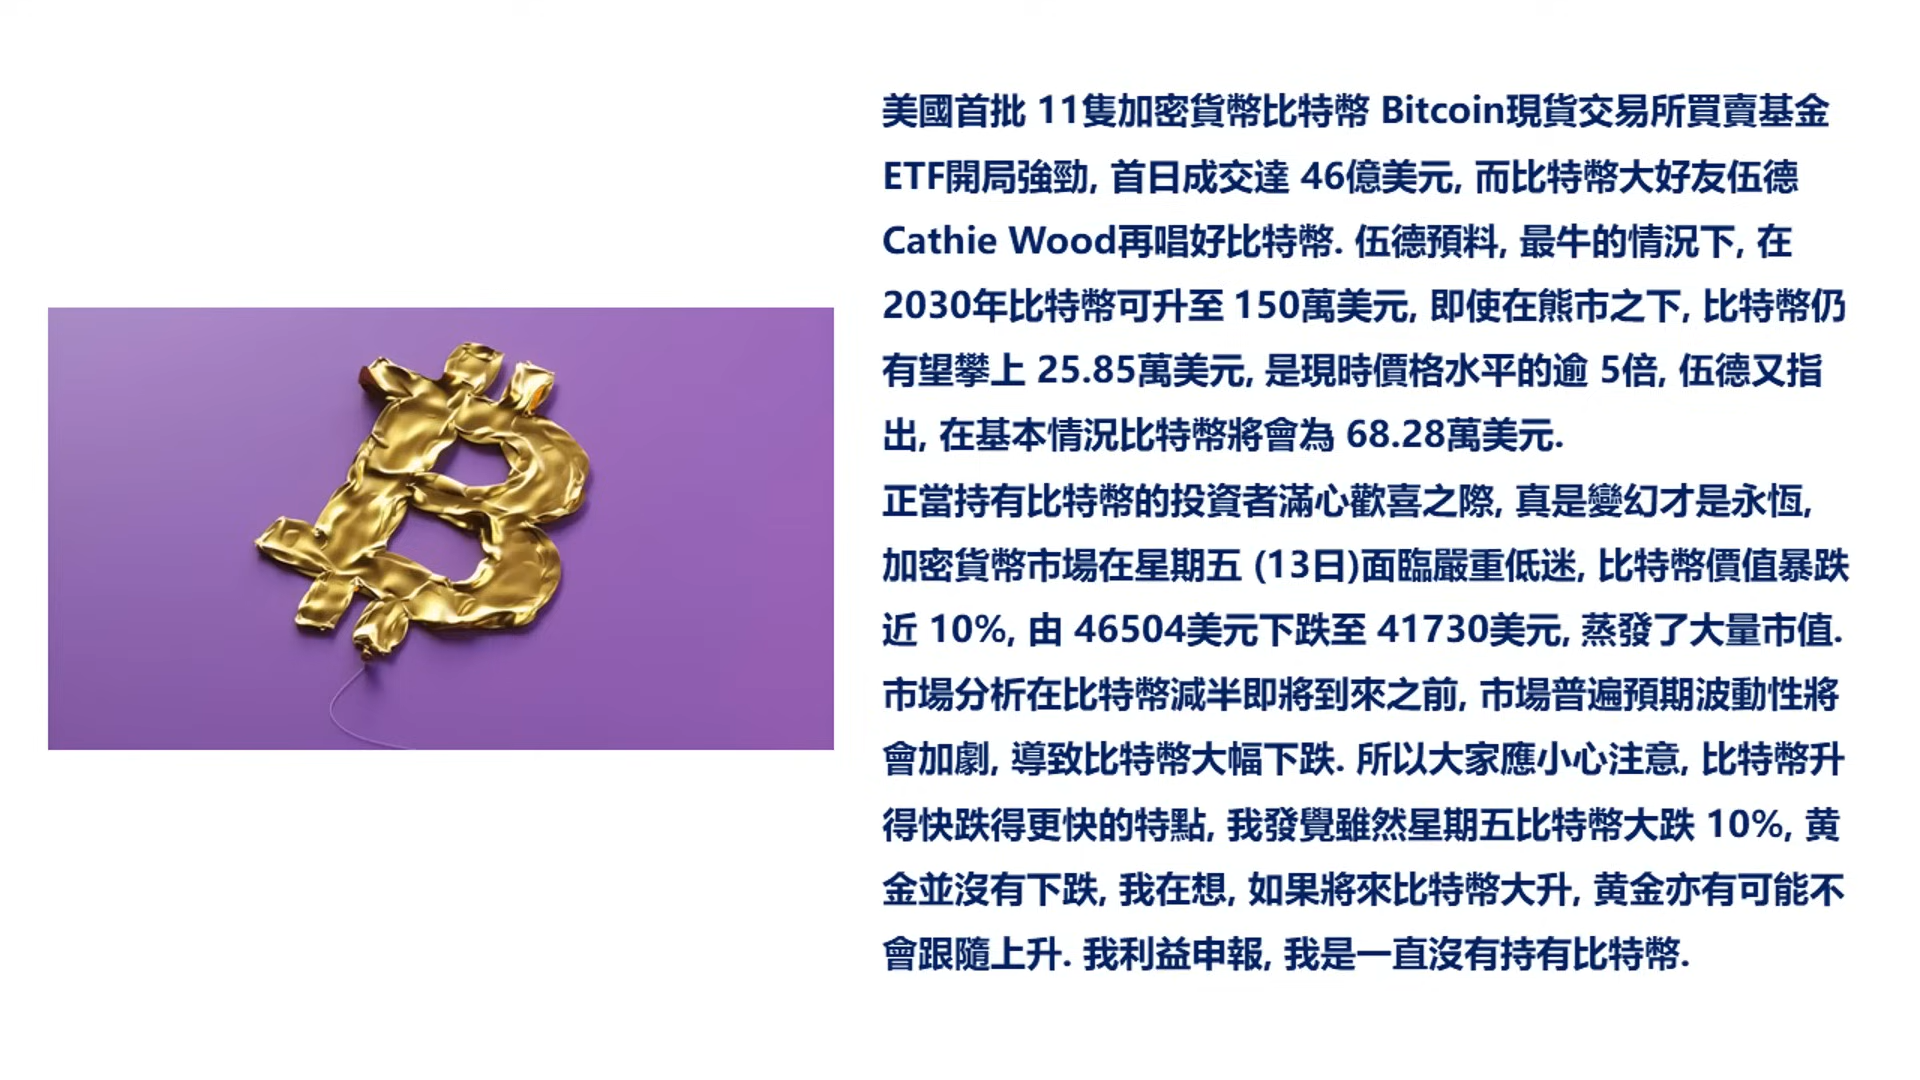 美國首批 11隻加密貨幣比特幣 Bitcoin現貨交易所買賣基金
ETF開局強勁, 首日成交達 46億美元, 而比特幣大好友伍德
Cathie Wood再唱好比特幣. 伍德預料, 最牛的情況下, 在
2030年比特幣可升至 150萬美元, 即使在熊市之下, 比特幣仍
有望攀上 25.85萬美元, 是現時價格水平的逾 5倍, 伍德又指
出, 在基本情況比特幣將會為 68.28萬美元.
正當持有比特幣的投資者滿心歡喜之際, 真是變幻才是永恆,
加密貨幣市場在星期五 (13日)面臨嚴重低迷, 比特幣價值暴跌
近 10%, 由 46504美元下跌至 41730美元, 蒸發了大量市值.
市場分析在比特幣減半即將到來之前, 市場普遍預期波動性將
會加劇, 導致比特幣大幅下跌. 所以大家應小心注意, 比特幣升
得快跌得更快的特點, 我發覺雖然星期五比特幣大跌 10%, 黃
金並沒有下跌, 我在想, 如果將來比特幣大升, 黃金亦有可能不
會跟隨上升. 我利益申報, 我是一直沒有持有比特幣.